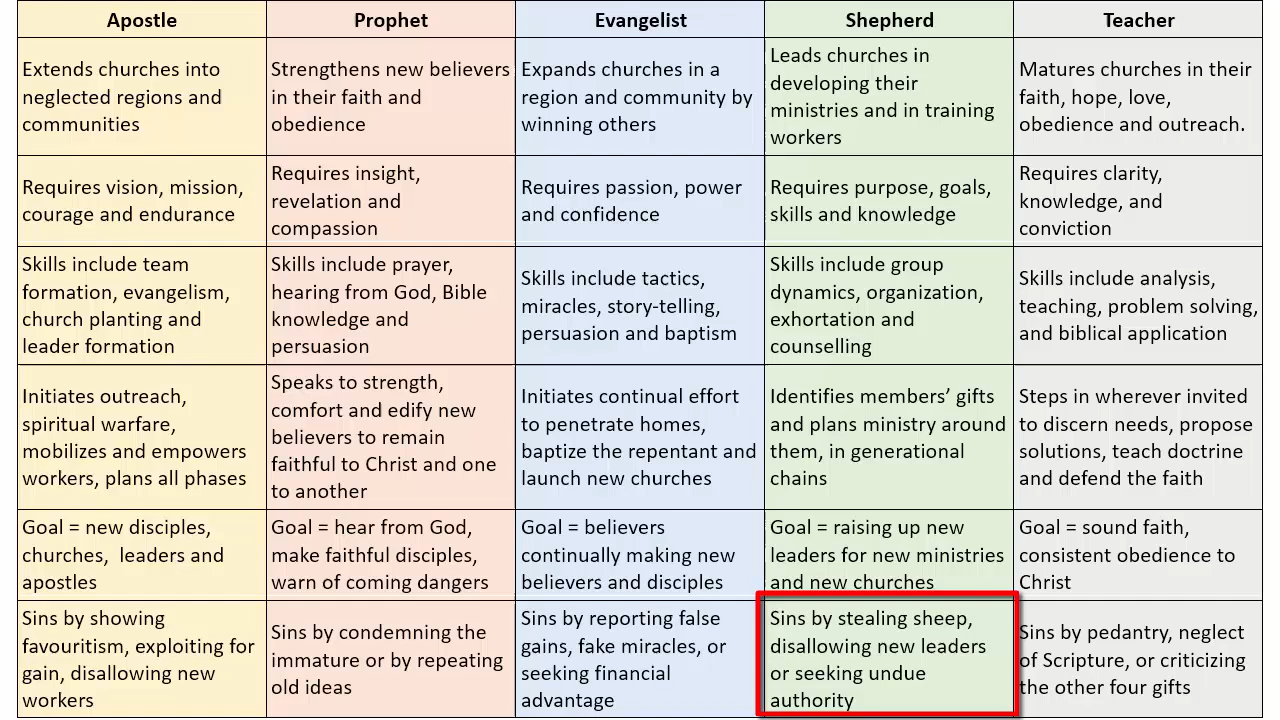 Apostle
Prophet
Evangelist
Shepherd
Teacher
Extends churches into
neglected regions and
communities
Strengthens new believers
in their faith and
obedience
Expands churches in a
region and community by
winning others
Leads churches in
developing their
ministries and in training
workers
Matures churches in their
faith, hope, love,
obedience and outreach.
Requires vision, mission,
courage and endurance
Requires insight,
revelation and
compassion
Requires passion, power
and confidence
Requires purpose, goals,
skills and knowledge
Requires clarity,
knowledge, and
conviction
Skills include team
formation, evangelism,
church planting and
leader formation
Skills include prayer,
hearing from God, Bible
knowledge and
persuasion
Skills include tactics,
miracles, story-telling,
persuasion and baptism
Skills include group
dynamics, organization,
exhortation and
counselling
Skills include analysis,
teaching, problem solving,
and biblical application
Initiates outreach,
spiritual warfare,
mobilizes and empowers
workers, plans all phases
Speaks to strength,
comfort and edify new
believers to remain
faithful to Christ and one
to another
Initiates continual effort
to penetrate homes,
baptize the repentant and
launch new churches
Identifies members’ gifts
and plans ministry around
them, in generational
chains
Steps in wherever invited
to discern needs, propose
solutions, teach doctrine
and defend the faith
Goal = new disciples,
churches, leaders and
apostles
Goal = hear from God,
make faithful disciples,
warn of coming dangers
Goal = believers
continually making new
believers and disciples
Goal = raising up new
leaders for new ministries
and new churches
Goal = sound faith,
consistent obedience to
Christ
Sins by showing
favouritism, exploiting for
gain, disallowing new
workers
Sins by condemning the
immature or by repeating
old ideas
Sins by reporting false
gains, fake miracles, or
seeking financial
advantage
Sins by stealing sheep,
disallowing new leaders
or seeking undue
authority
Sins by pedantry, neglect
of Scripture, or criticizing
the other four gifts